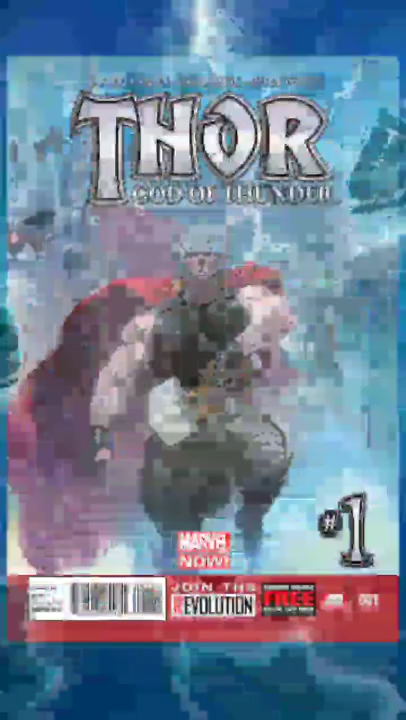 THOR
GOD OF THUNDER
#1
MARVEL
NOW!
JOIN THE
REVOLUTION
FREE
001